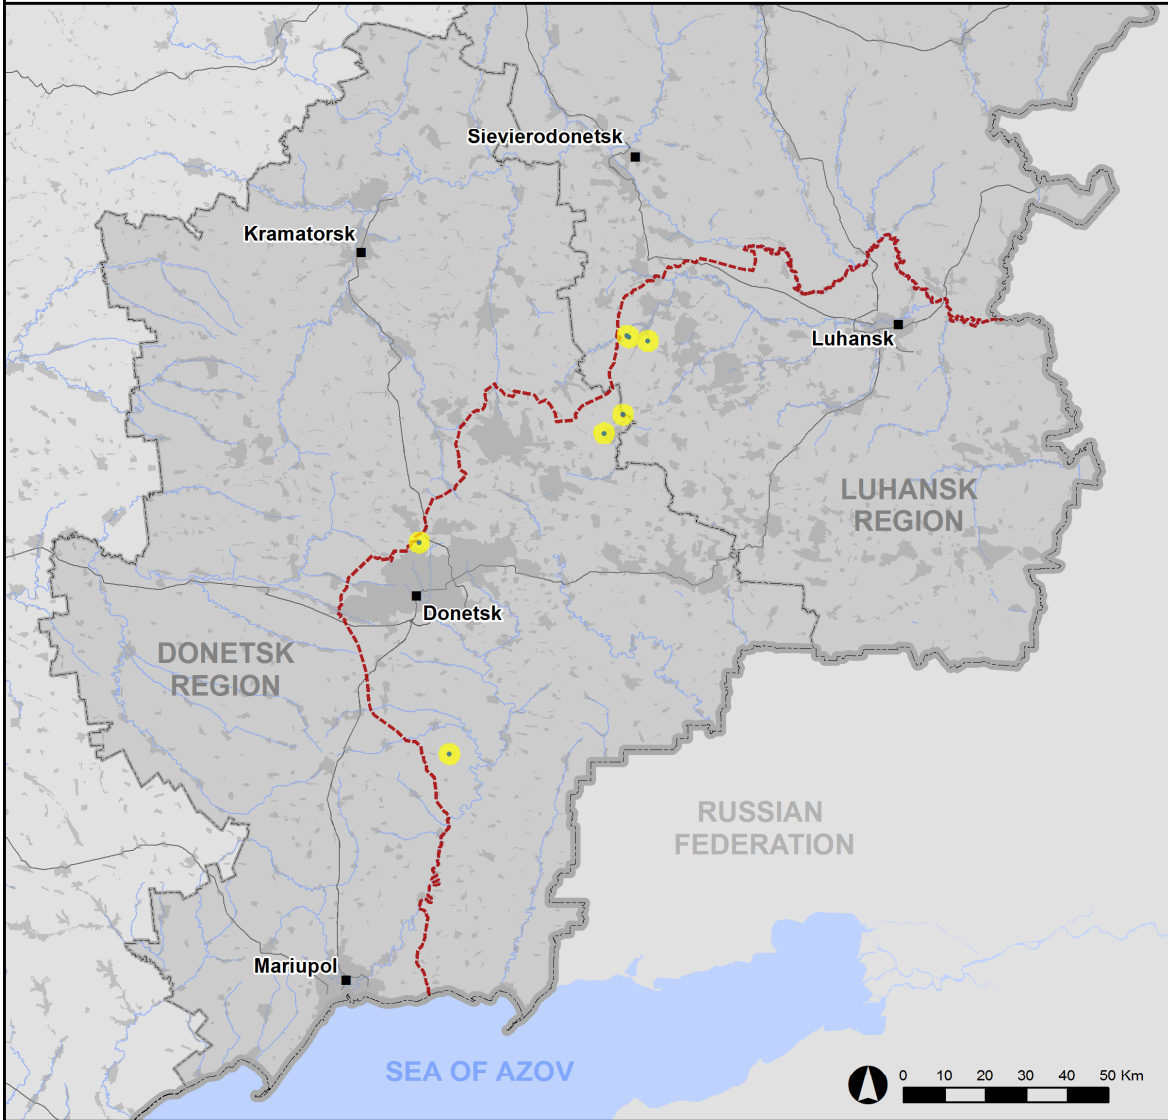 Sievierodonetsk
Kramatorsk
Luhansk
LUHANSK
REGION
Donetsk
DONETSK
REGION
RUSSIAN
FEDERATION
Mariupol
SEA OF AZOV
0 10 20 30 40 50 Km